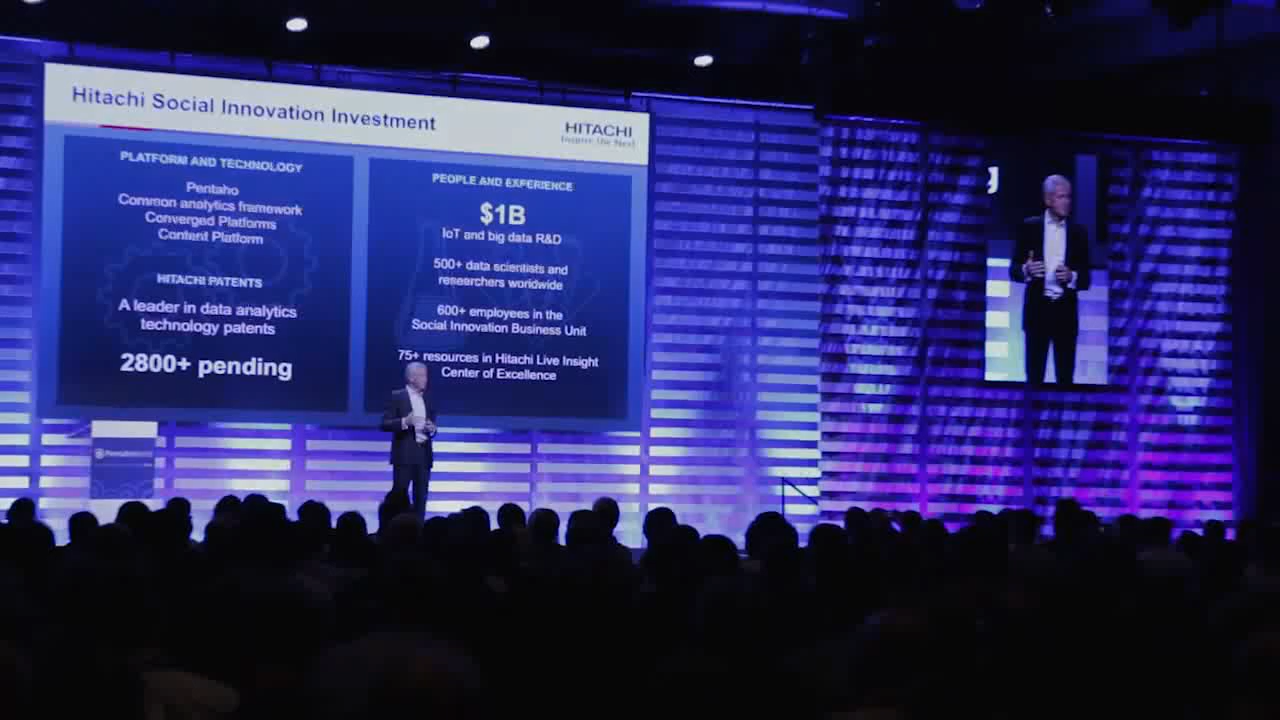 Hitachi Social Innovation Investment
HITACHI
Inspire the Next
PLATFORM AND TECHNOLOGY
Pentaho
Common analytics framework
Converged Platforms
Content Platform
HITACHI PATENTS
A leader in data analytics
technology patents
2800+ pending
PEOPLE AND EXPERIENCE
$1B
IoT and big data R&D
500+ data scientists and
researchers worldwide
600+ employees in the
Social Innovation Business Unit
75+ resources in Hitachi Live Insight
Center of Excellence
g